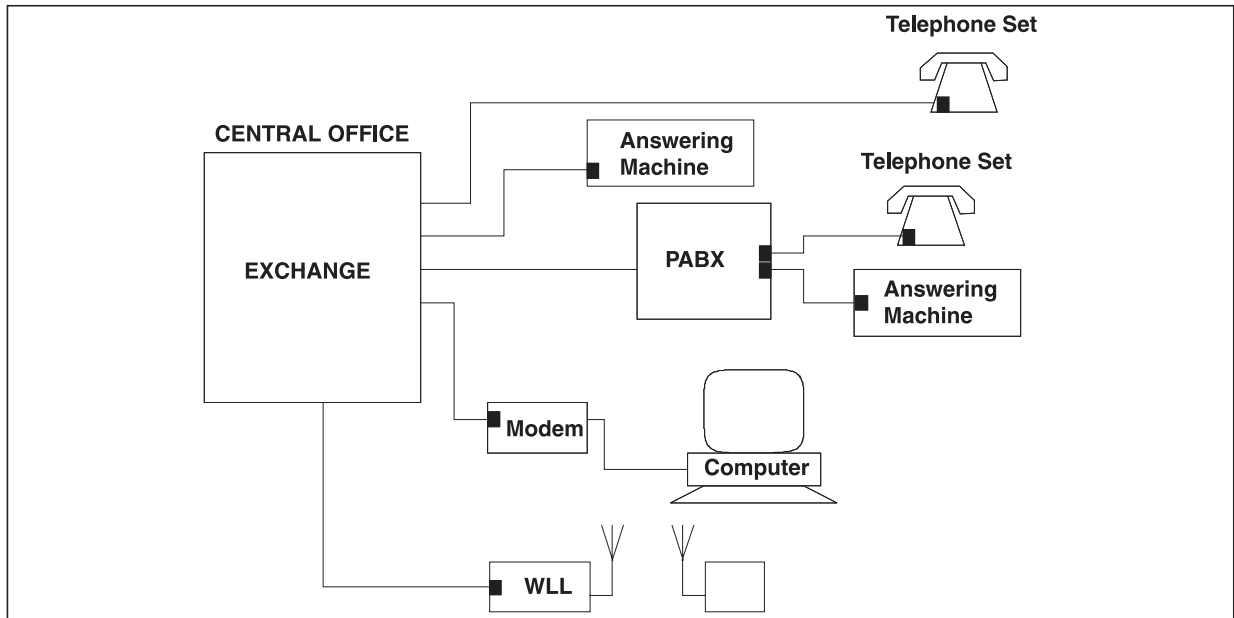 Telephone Set
CENTRAL OFFICE
Answering
Machine
Telephone Set
EXCHANGE
PABX
Answering
Machine
Modem
Computer
WLL